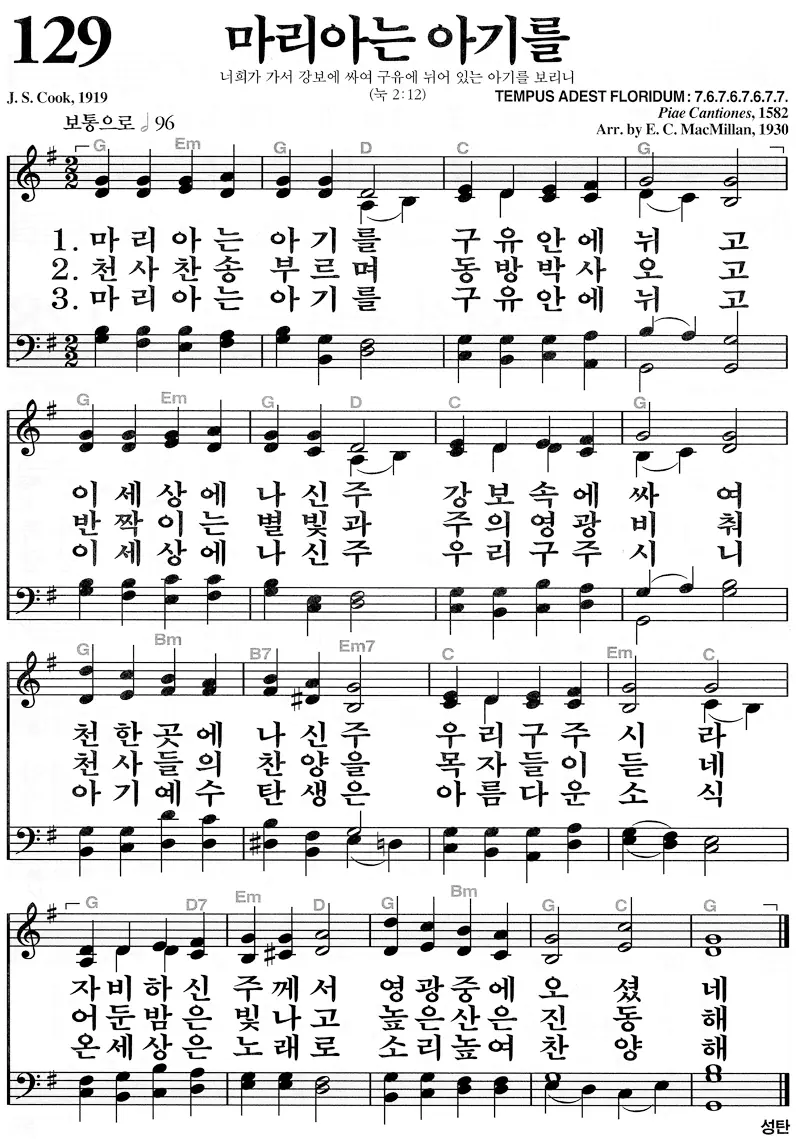 129
마리아는 아기를
너희가 가서 강보에 싸여 구유에 뉘어 있는 아기를 보리니
(눅 2:12)
J. S. Cook, 1919
TEMPUS ADEST FLORIDUM : 7.6.7.6.7.6.7.7.
Piae Cantiones, 1582
Arr. by E. C. MacMillan, 1930
보통으로 𝅗𝅥 96
G Em G D C G
2 2
1. 마 리 아 는 아 기 를 구 유 안 에 뉘 고
2. 천 사 찬 송 부 르 며 동 방 박 사 오 고
3. 마 리 아 는 아 기 를 구 유 안 에 뉘 고
2 2
G Em G D C G
이 세 상 에 나 신 주 강 보 속 에 싸 여
반 짝 이 는 별 빛 과 주 의 영 광 비 춰
이 세 상 에 나 신 주 우 리 구 주 시 니
G Bm B7 Em7 C Em C
천 한 곳 에 나 신 주 우 리 구 주 시 라
천 사 들 의 찬 양 을 목 자 들 이 듣 네
아 기 예 수 탄 생 은 아 름 다 운 소 식
G D7 Em D G Bm G C G
자 비 하 신 주 께 서 영 광 중 에 오 셨 네
어 둔 밤 은 빛 나 고 높 은 산 은 진 동 해
온 세 상 은 노 래 로 소 리 높 여 찬 양 해
성탄